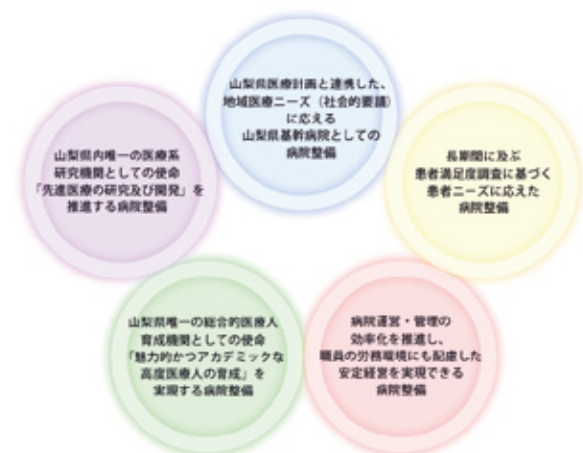 山梨県医療計画と連携した、
地域医療ニーズ（社会的要請）
に応える
山梨県基幹病院としての
病院整備
長期間に及ぶ
患者満足度調査に基づく
患者ニーズに応えた
病院整備
病院運営・管理の
効率化を推進し、
職員の労務環境にも配慮した
安定経営を実現できる
病院整備
山梨県唯一の総合的医療人
育成機関としての使命
「魅力的かつアカデミックな
高度医療人の育成」を
実現する病院整備
山梨県内唯一の医療系
研究機関としての使命
「先進医療の研究及び開発」を
推進する病院整備